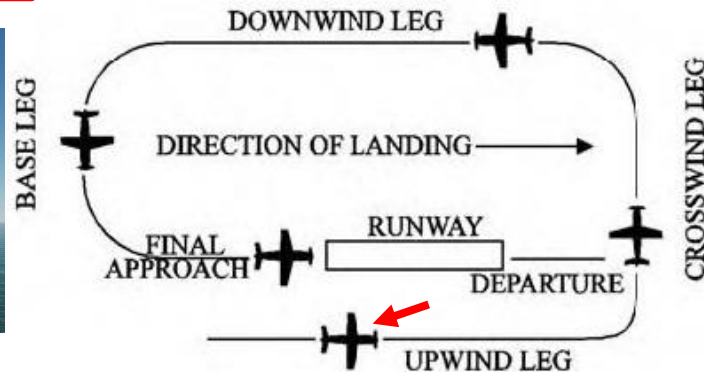 DOWNWIND LEG
BASE LEG
CROSSWIND LEG
DIRECTION OF LANDING
RUNWAY
FINAL
APPROACH
DEPARTURE
UPWIND LEG